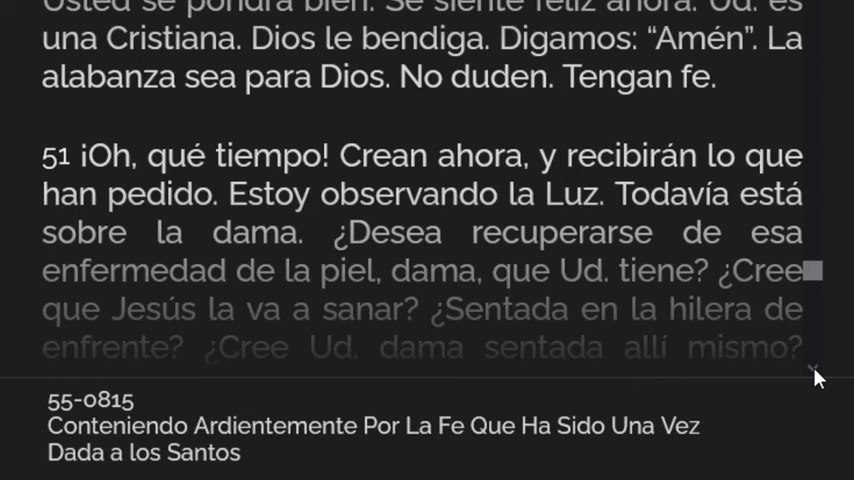 Usted se pondrá bien. Se siente feliz ahora. Ud. es
una Cristiana. Dios le bendiga. Digamos: “Amén”. La
alabanza sea para Dios. No duden. Tengan fe.
51 ¡Oh, qué tiempo! Crean ahora, y recibirán lo que
han pedido. Estoy observando la Luz. Todavía está
sobre la dama. ¿Desea recuperarse de esa
enfermedad de la piel, dama, que Ud. tiene? ¿Cree
que Jesús la va a sanar? ¿Sentada en la hilera de
enfrente? ¿Cree Ud. dama sentada allí mismo?
55-0815
Conteniendo Ardientemente Por La Fe Que Ha Sido Una Vez
Dada a los Santos